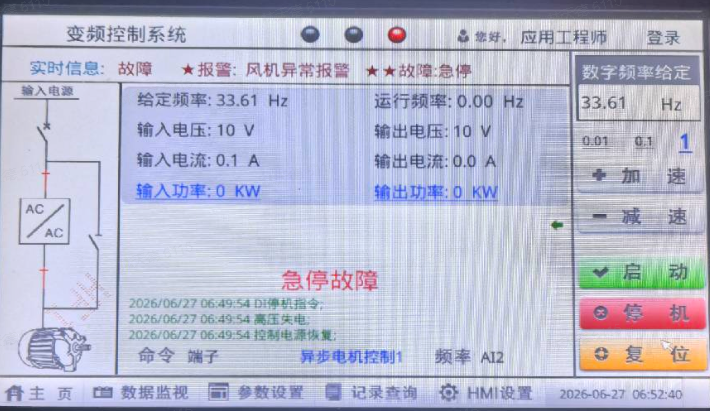 变频控制系统 您好, 应用工程师 登录
实时信息: 故障 ★报警: 风机异常报警 ★★故障:急停
数字频率给定
输入电源
给定频率: 33.61 Hz 运行频率: 0.00 Hz
33.61 Hz
输入电压: 10 V 输出电压: 10 V
0.01 0.1 1
输入电流: 0.1 A 输出电流: 0.0 A
加 速
输入功率: 0 KW 输出功率: 0 KW
AC
AC
减 速
启 动
急停故障
2026/06/27 06:49:54 DI停机指令;
2026/06/27 06:49:54 高压失电;
停 机
2026/06/27 06:49:54 控制电源恢复;
命令 端子 异步电机控制1 频率 AI2
复 位
主 页 数据监视 参数设置 记录查询 HMI设置 2026-06-27 06:52:40